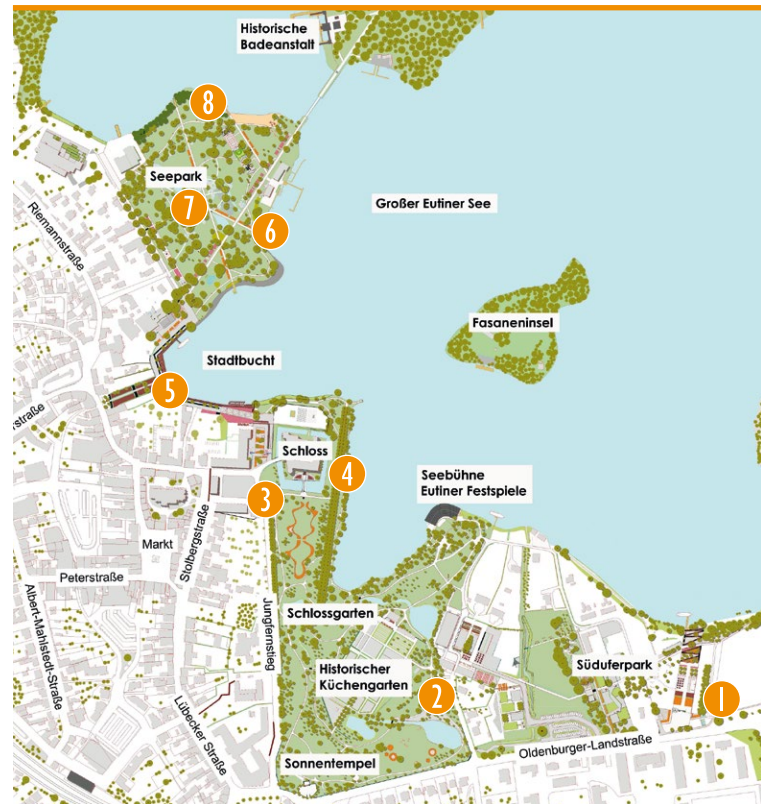 Historische
Badeanstalt
8
Seepark
7
6
Riemannstraße
Großer Eutiner See
Fasaneninsel
Stadtbucht
5
straße
Schloss
4
3
Seebühne
Eutiner Festspiele
Markt
Stolbergstraße
Peterstraße
Albert-Mahlstedt-Straße
Jungfernstieg
Schlossgarten
Historischer
Küchengarten
2
Süduferpark
1
Lübecker Straße
Oldenburger-Landstraße
Sonnentempel